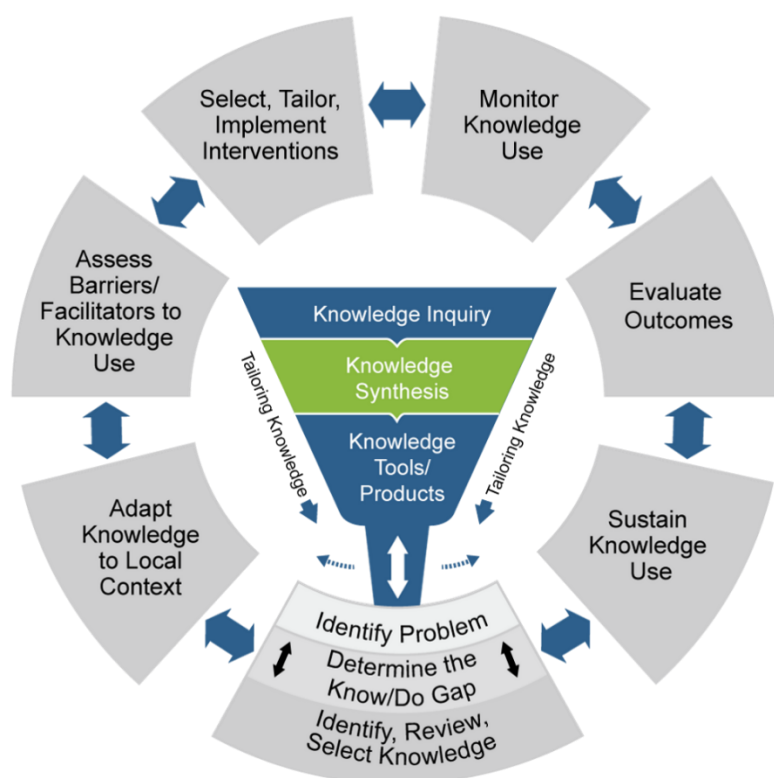 Select, Tailor,
Implement
Interventions
Monitor
Knowledge
Use
Assess
Barriers/
Facilitators to
Knowledge
Use
Evaluate
Outcomes
Knowledge Inquiry
Knowledge
Synthesis
Knowledge
Tools/
Products
Tailoring Knowledge
Tailoring Knowledge
Adapt
Knowledge
to Local
Context
Sustain
Knowledge
Use
Identify Problem
Determine the
Know/Do Gap
Identify, Review,
Select Knowledge